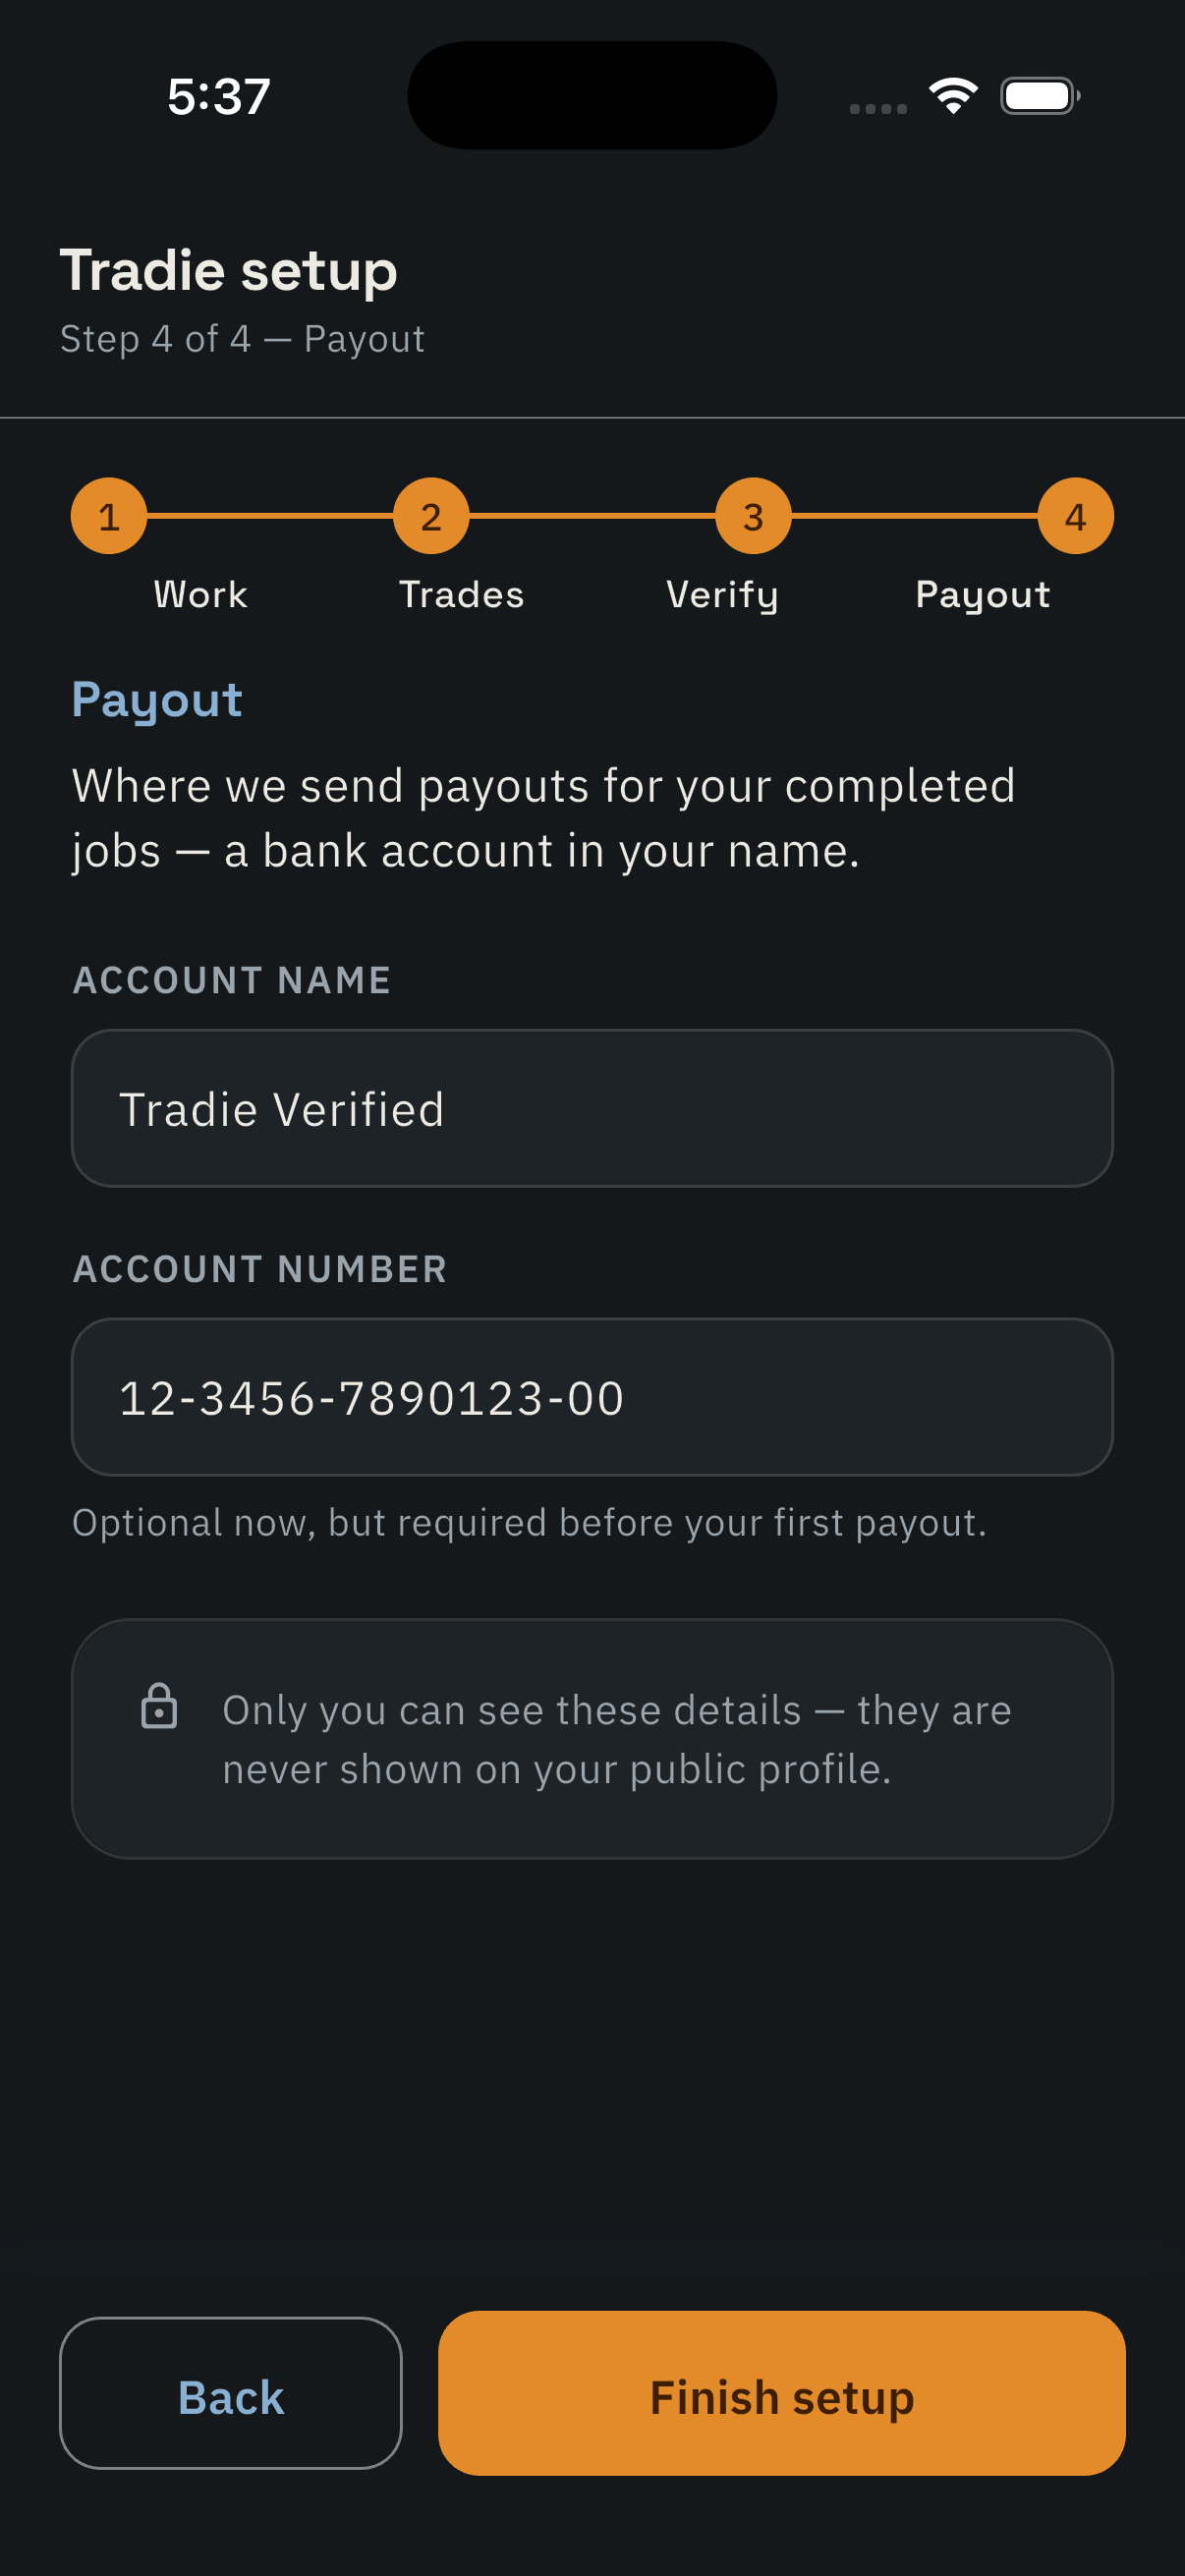 5:37
Tradie setup
Step 4 of 4 — Payout
1 2 3 4
Work Trades Verify Payout
Payout
Where we send payouts for your completed
jobs — a bank account in your name.
ACCOUNT NAME
Tradie Verified
ACCOUNT NUMBER
12-3456-7890123-00
Optional now, but required before your first payout.
Only you can see these details — they are
never shown on your public profile.
Back Finish setup